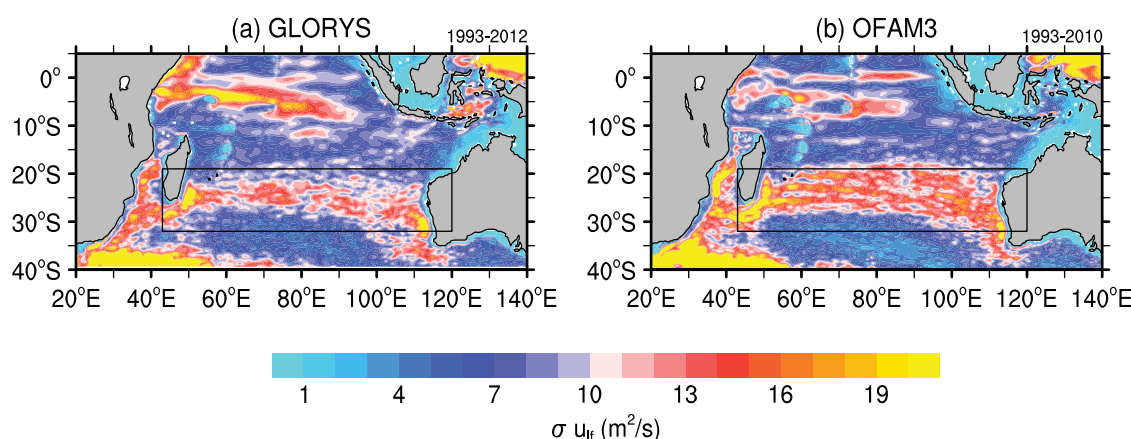 (a) GLORYS
1993-2012
0°
10°S
20°S
30°S
40°S
20°E 40°E 60°E 80°E 100°E 120°E 140°E
(b) OFAM3
1993-2010
0°
10°S
20°S
30°S
40°S
20°E 40°E 60°E 80°E 100°E 120°E 140°E
1 4 7 10 13 16 19
σ u_lf (m²/s)